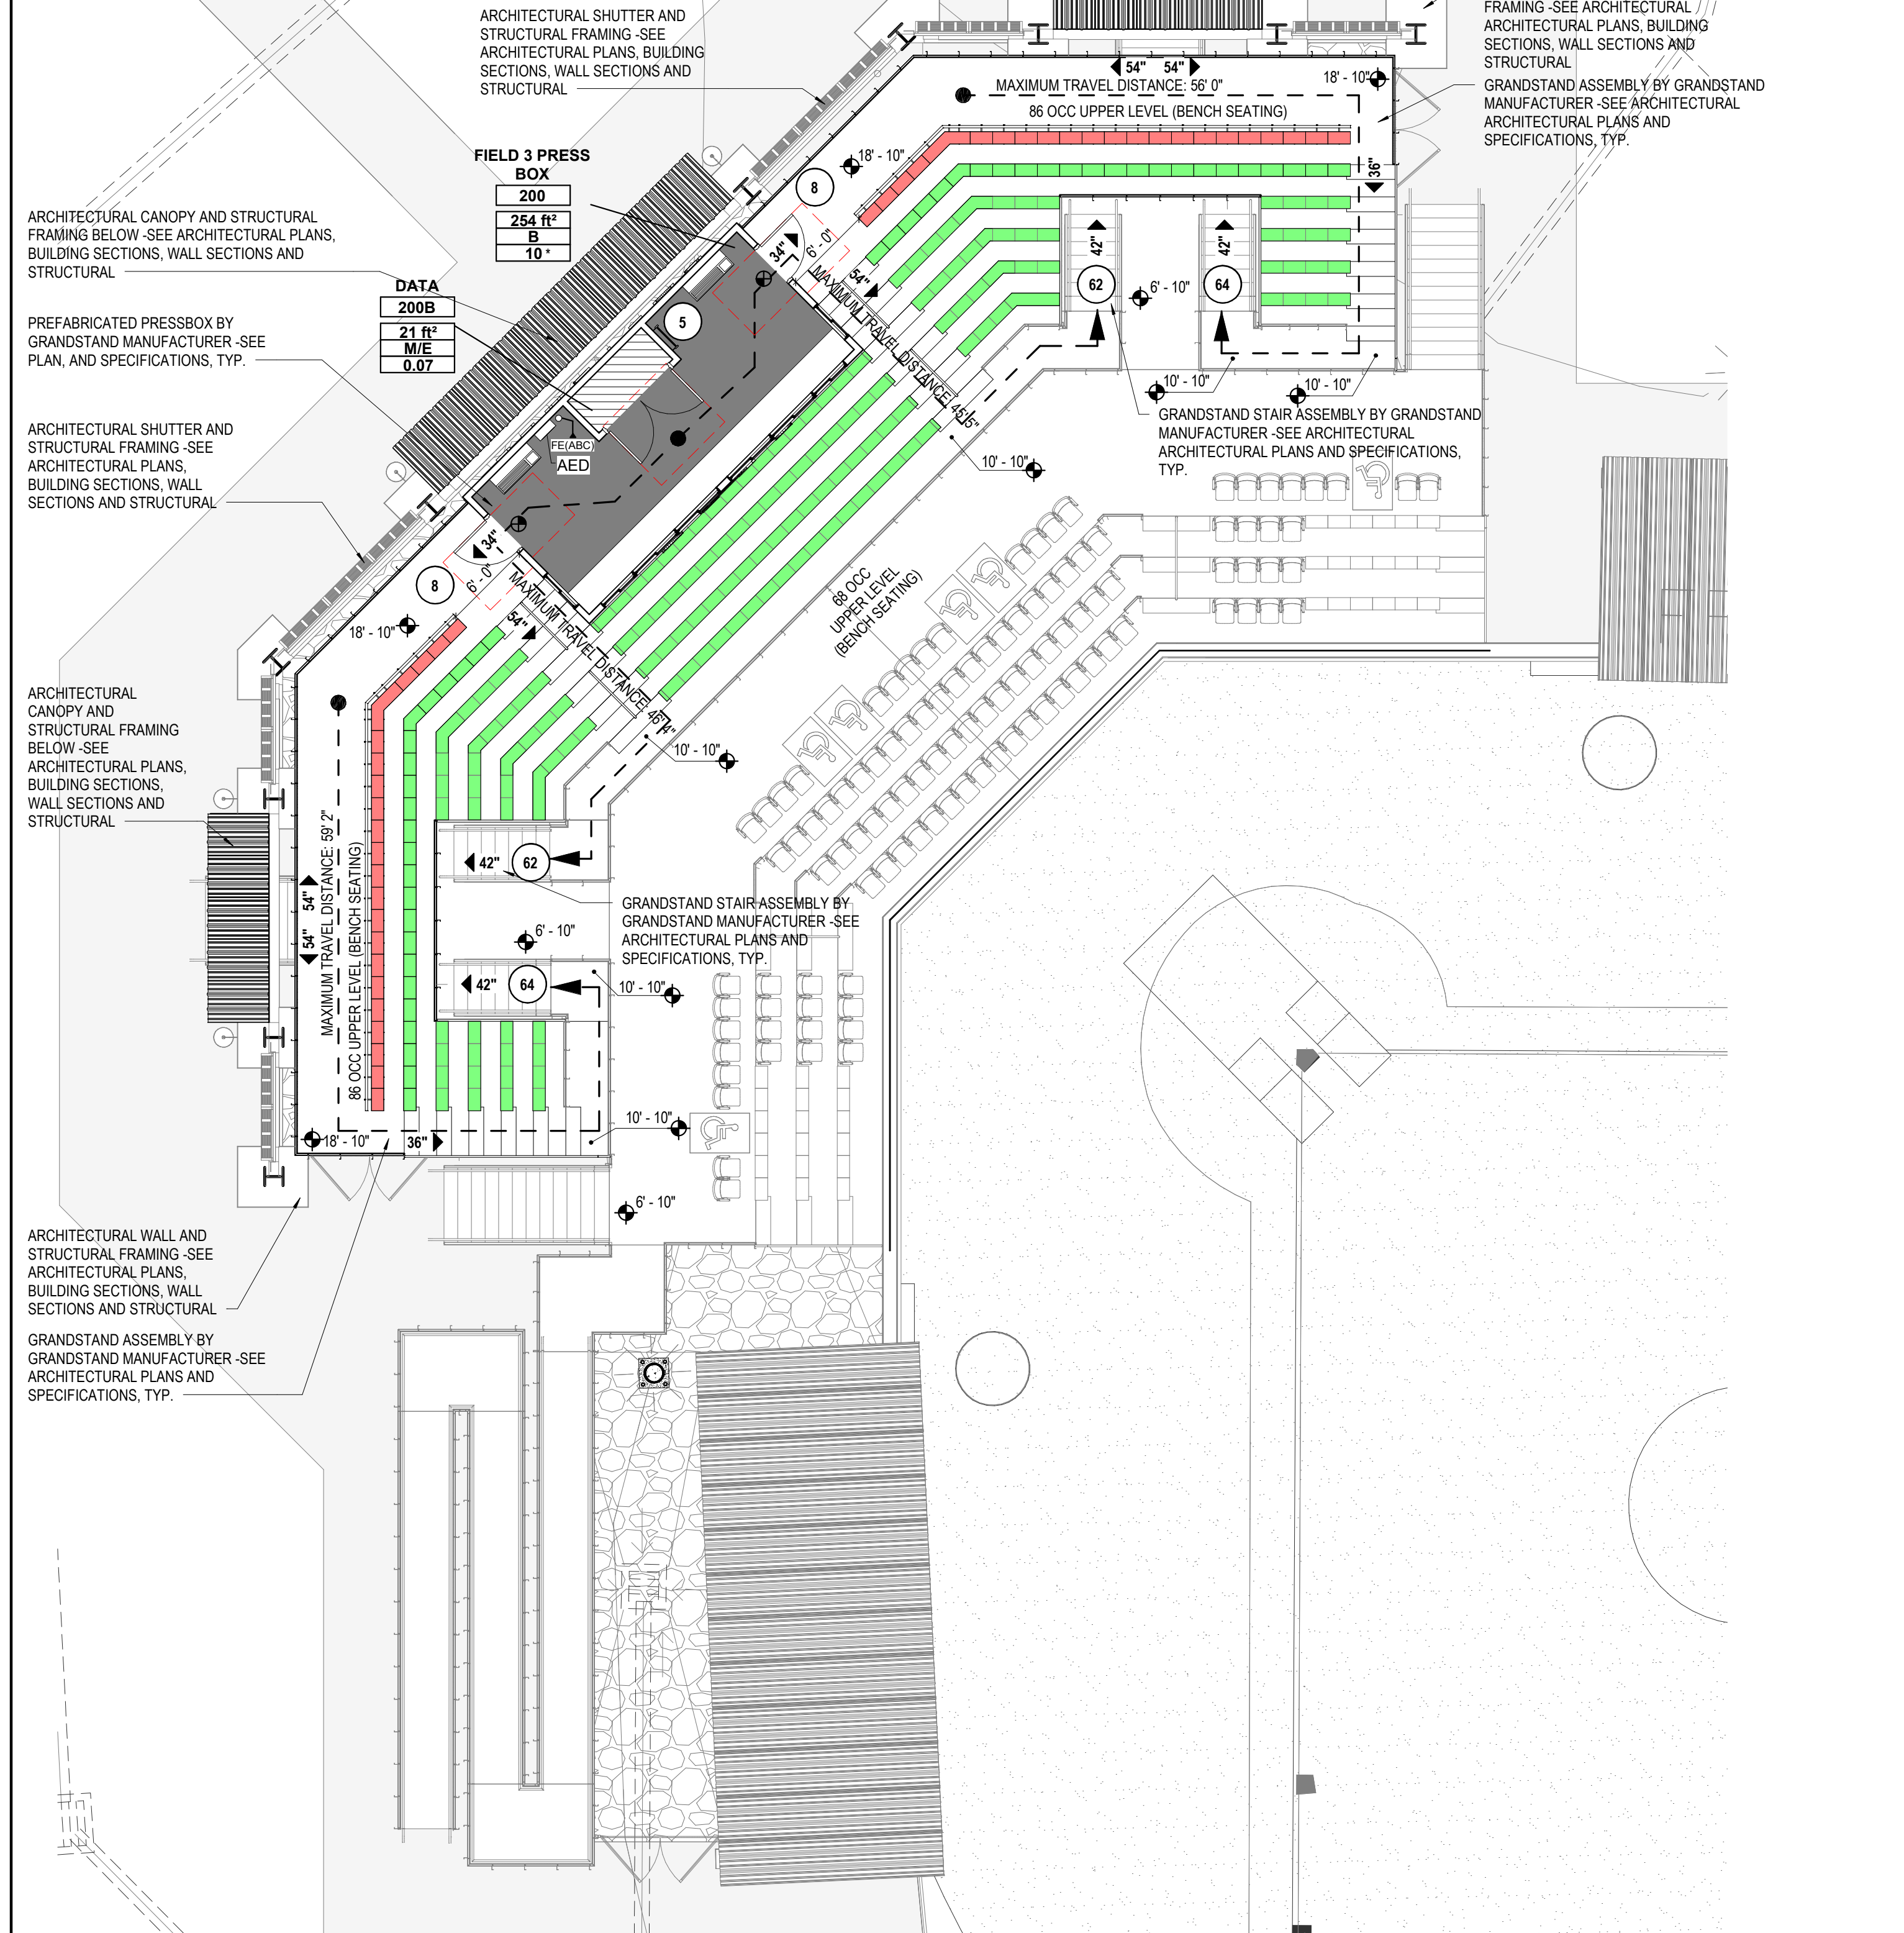 ARCHITECTURAL SHUTTER AND
STRUCTURAL FRAMING -SEE
ARCHITECTURAL PLANS, BUILDING
SECTIONS, WALL SECTIONS AND
STRUCTURAL
FRAMING -SEE ARCHITECTURAL
ARCHITECTURAL PLANS, BUILDING
SECTIONS, WALL SECTIONS AND
STRUCTURAL
GRANDSTAND ASSEMBLY BY GRANDSTAND
MANUFACTURER -SEE ARCHITECTURAL
ARCHITECTURAL PLANS AND
SPECIFICATIONS, TYP.
54" 54"
MAXIMUM TRAVEL DISTANCE: 56' 0"
18' - 10"
86 OCC UPPER LEVEL (BENCH SEATING)
36"
FIELD 3 PRESS
BOX
200
254 ft²
B
10 *
18' - 10"
8
ARCHITECTURAL CANOPY AND STRUCTURAL
FRAMING BELOW -SEE ARCHITECTURAL PLANS,
BUILDING SECTIONS, WALL SECTIONS AND
STRUCTURAL
DATA
200B
21 ft²
M/E
0.07
PREFABRICATED PRESSBOX BY
GRANDSTAND MANUFACTURER -SEE
PLAN, AND SPECIFICATIONS, TYP.
34"
6' - 0"
54"
MAXIMUM TRAVEL DISTANCE: 45' 5"
5
42"
62
42"
64
6' - 10"
10' - 10"
10' - 10"
GRANDSTAND STAIR ASSEMBLY BY GRANDSTAND
MANUFACTURER -SEE ARCHITECTURAL
ARCHITECTURAL PLANS AND SPECIFICATIONS,
TYP.
10' - 10"
ARCHITECTURAL SHUTTER AND
STRUCTURAL FRAMING -SEE
ARCHITECTURAL PLANS,
BUILDING SECTIONS, WALL
SECTIONS AND STRUCTURAL
FE(ABC)
AED
34"
6' - 0"
8
54"
MAXIMUM TRAVEL DISTANCE: 46' 4"
18' - 10"
68 OCC
UPPER LEVEL
(BENCH SEATING)
10' - 10"
ARCHITECTURAL
CANOPY AND
STRUCTURAL FRAMING
BELOW -SEE
ARCHITECTURAL PLANS,
BUILDING SECTIONS,
WALL SECTIONS AND
STRUCTURAL
MAXIMUM TRAVEL DISTANCE: 59' 2"
86 OCC UPPER LEVEL (BENCH SEATING)
54" 54"
42"
62
GRANDSTAND STAIR ASSEMBLY BY
GRANDSTAND MANUFACTURER -SEE
ARCHITECTURAL PLANS AND
SPECIFICATIONS, TYP.
6' - 10"
42"
64
10' - 10"
10' - 10"
18' - 10"
36"
6' - 10"
ARCHITECTURAL WALL AND
STRUCTURAL FRAMING -SEE
ARCHITECTURAL PLANS,
BUILDING SECTIONS, WALL
SECTIONS AND STRUCTURAL
GRANDSTAND ASSEMBLY BY
GRANDSTAND MANUFACTURER -SEE
ARCHITECTURAL PLANS AND
SPECIFICATIONS, TYP.